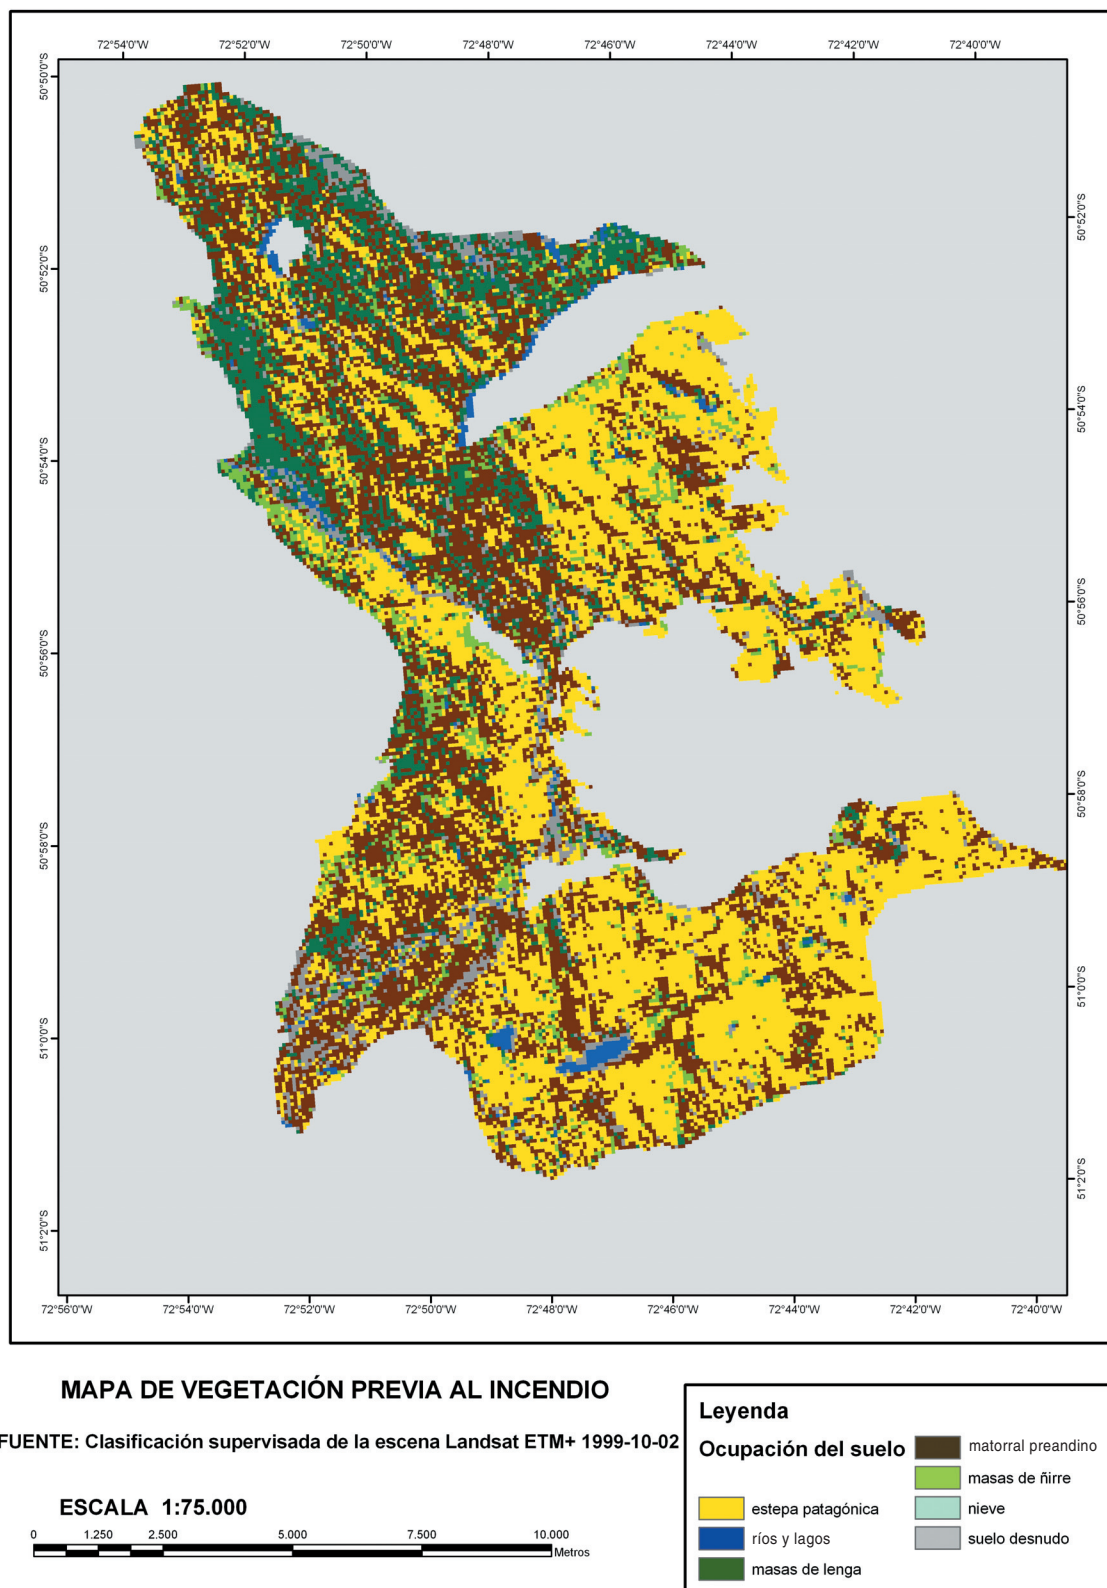 72°54'0"W 72°52'0"W 72°50'0"W 72°48'0"W 72°46'0"W 72°44'0"W 72°42'0"W 72°40'0"W
50°50'0"S
50°52'0"S
50°54'0"S
50°56'0"S
50°58'0"S
51°0'0"S
51°2'0"S
50°52'0"S
50°54'0"S
50°56'0"S
50°58'0"S
51°0'0"S
51°2'0"S
72°56'0"W 72°54'0"W 72°52'0"W 72°50'0"W 72°48'0"W 72°46'0"W 72°44'0"W 72°42'0"W 72°40'0"W
MAPA DE VEGETACIÓN PREVIA AL INCENDIO
FUENTE: Clasificación supervisada de la escena Landsat ETM+ 1999-10-02
ESCALA 1:75.000
0 1.250 2.500 5.000 7.500 10.000
Metros
Leyenda
Ocupación del suelo
estepa patagónica
ríos y lagos
masas de lenga
matorral preandino
masas de ñirre
nieve
suelo desnudo